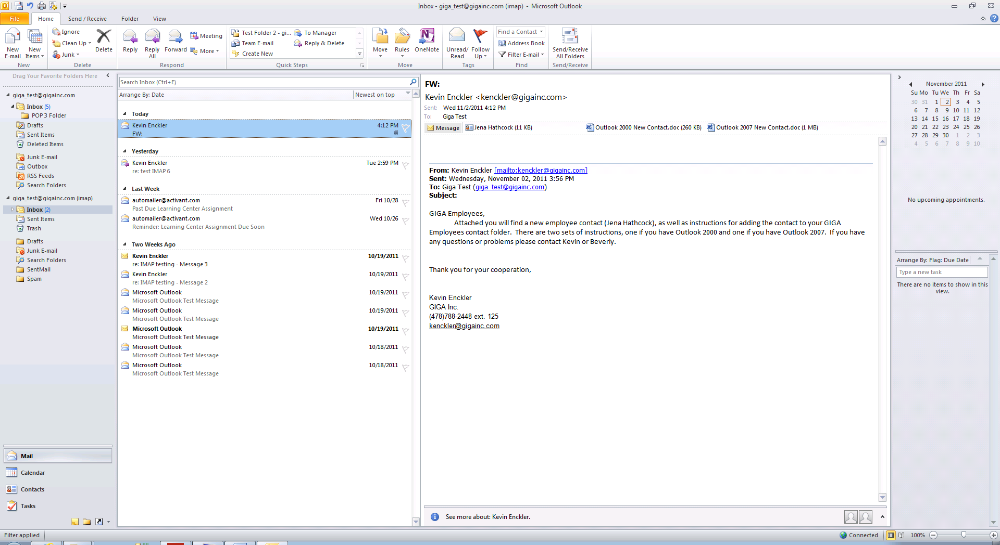 Inbox - giga_test@gigainc.com (imap) - Microsoft Outlook
File Home Send / Receive Folder View
New E-mail
New Items
New
Ignore
Clean Up
Junk
Delete
Delete
Reply
Reply All
Forward
Meeting
More
Respond
Test Folder 2 - gi...
Team E-mail
Create New
To Manager
Reply & Delete
Quick Steps
Move
Rules
OneNote
Move
Unread/ Read
Follow Up
Tags
Find a Contact
Address Book
Filter E-mail
Find
Send/Receive All Folders
Send/Receive
Drag Your Favorite Folders Here
giga_test@gigainc.com
Inbox (5)
POP 3 Folder
Drafts
Sent Items
Deleted Items
Junk E-mail
Outbox
RSS Feeds
Search Folders
giga_test@gigainc.com (imap)
Inbox (2)
Sent Items
Trash
Drafts
Junk E-mail
Search Folders
SentMail
Spam
Mail
Calendar
Contacts
Tasks
Search Inbox (Ctrl+E)
Arrange By: Date Newest on top
Today
Kevin Enckler 4:12 PM
FW:
Yesterday
Kevin Enckler Tue 2:59 PM
re: test IMAP 6
Last Week
automailer@activant.com Fri 10/28
Past Due Learning Center Assignment
automailer@activant.com Wed 10/26
Reminder: Learning Center Assignment Due Soon
Two Weeks Ago
Kevin Enckler 10/19/2011
re: IMAP testing - Message 3
Kevin Enckler 10/19/2011
re: IMAP testing - Message 2
Microsoft Outlook 10/19/2011
Microsoft Outlook Test Message
Microsoft Outlook 10/19/2011
Microsoft Outlook Test Message
Microsoft Outlook 10/19/2011
Microsoft Outlook Test Message
Microsoft Outlook 10/18/2011
Microsoft Outlook Test Message
Microsoft Outlook 10/18/2011
Microsoft Outlook Test Message
FW:
Kevin Enckler <kenckler@gigainc.com>
Sent: Wed 11/2/2011 4:12 PM
To: Giga Test
Message Jena Hathcock (11 KB) Outlook 2000 New Contact.doc (260 KB) Outlook 2007 New Contact.doc (1 MB)
From: Kevin Enckler [mailto:kenckler@gigainc.com]
Sent: Wednesday, November 02, 2011 3:56 PM
To: Giga Test (giga_test@gigainc.com)
Subject:
GIGA Employees,
Attached you will find a new employee contact (Jena Hathcock), as well as instructions for adding the contact to your GIGA
Employees contact folder. There are two sets of instructions, one if you have Outlook 2000 and one if you have Outlook 2007. If you have
any questions or problems please contact Kevin or Beverly.
Thank you for your cooperation,
Kevin Enckler
GIGA Inc.
(478)788-2448 ext. 125
kenckler@gigainc.com
See more about: Kevin Enckler.
November 2011
Su Mo Tu We Th Fr Sa
30 31 1 2 3 4 5
6 7 8 9 10 11 12
13 14 15 16 17 18 19
20 21 22 23 24 25 26
27 28 29 30 1 2 3
4 5 6 7 8 9 10
No upcoming appointments.
Arrange By: Flag: Due Date
Type a new task
There are no items to show in this
view.
Filter applied
Connected 100%